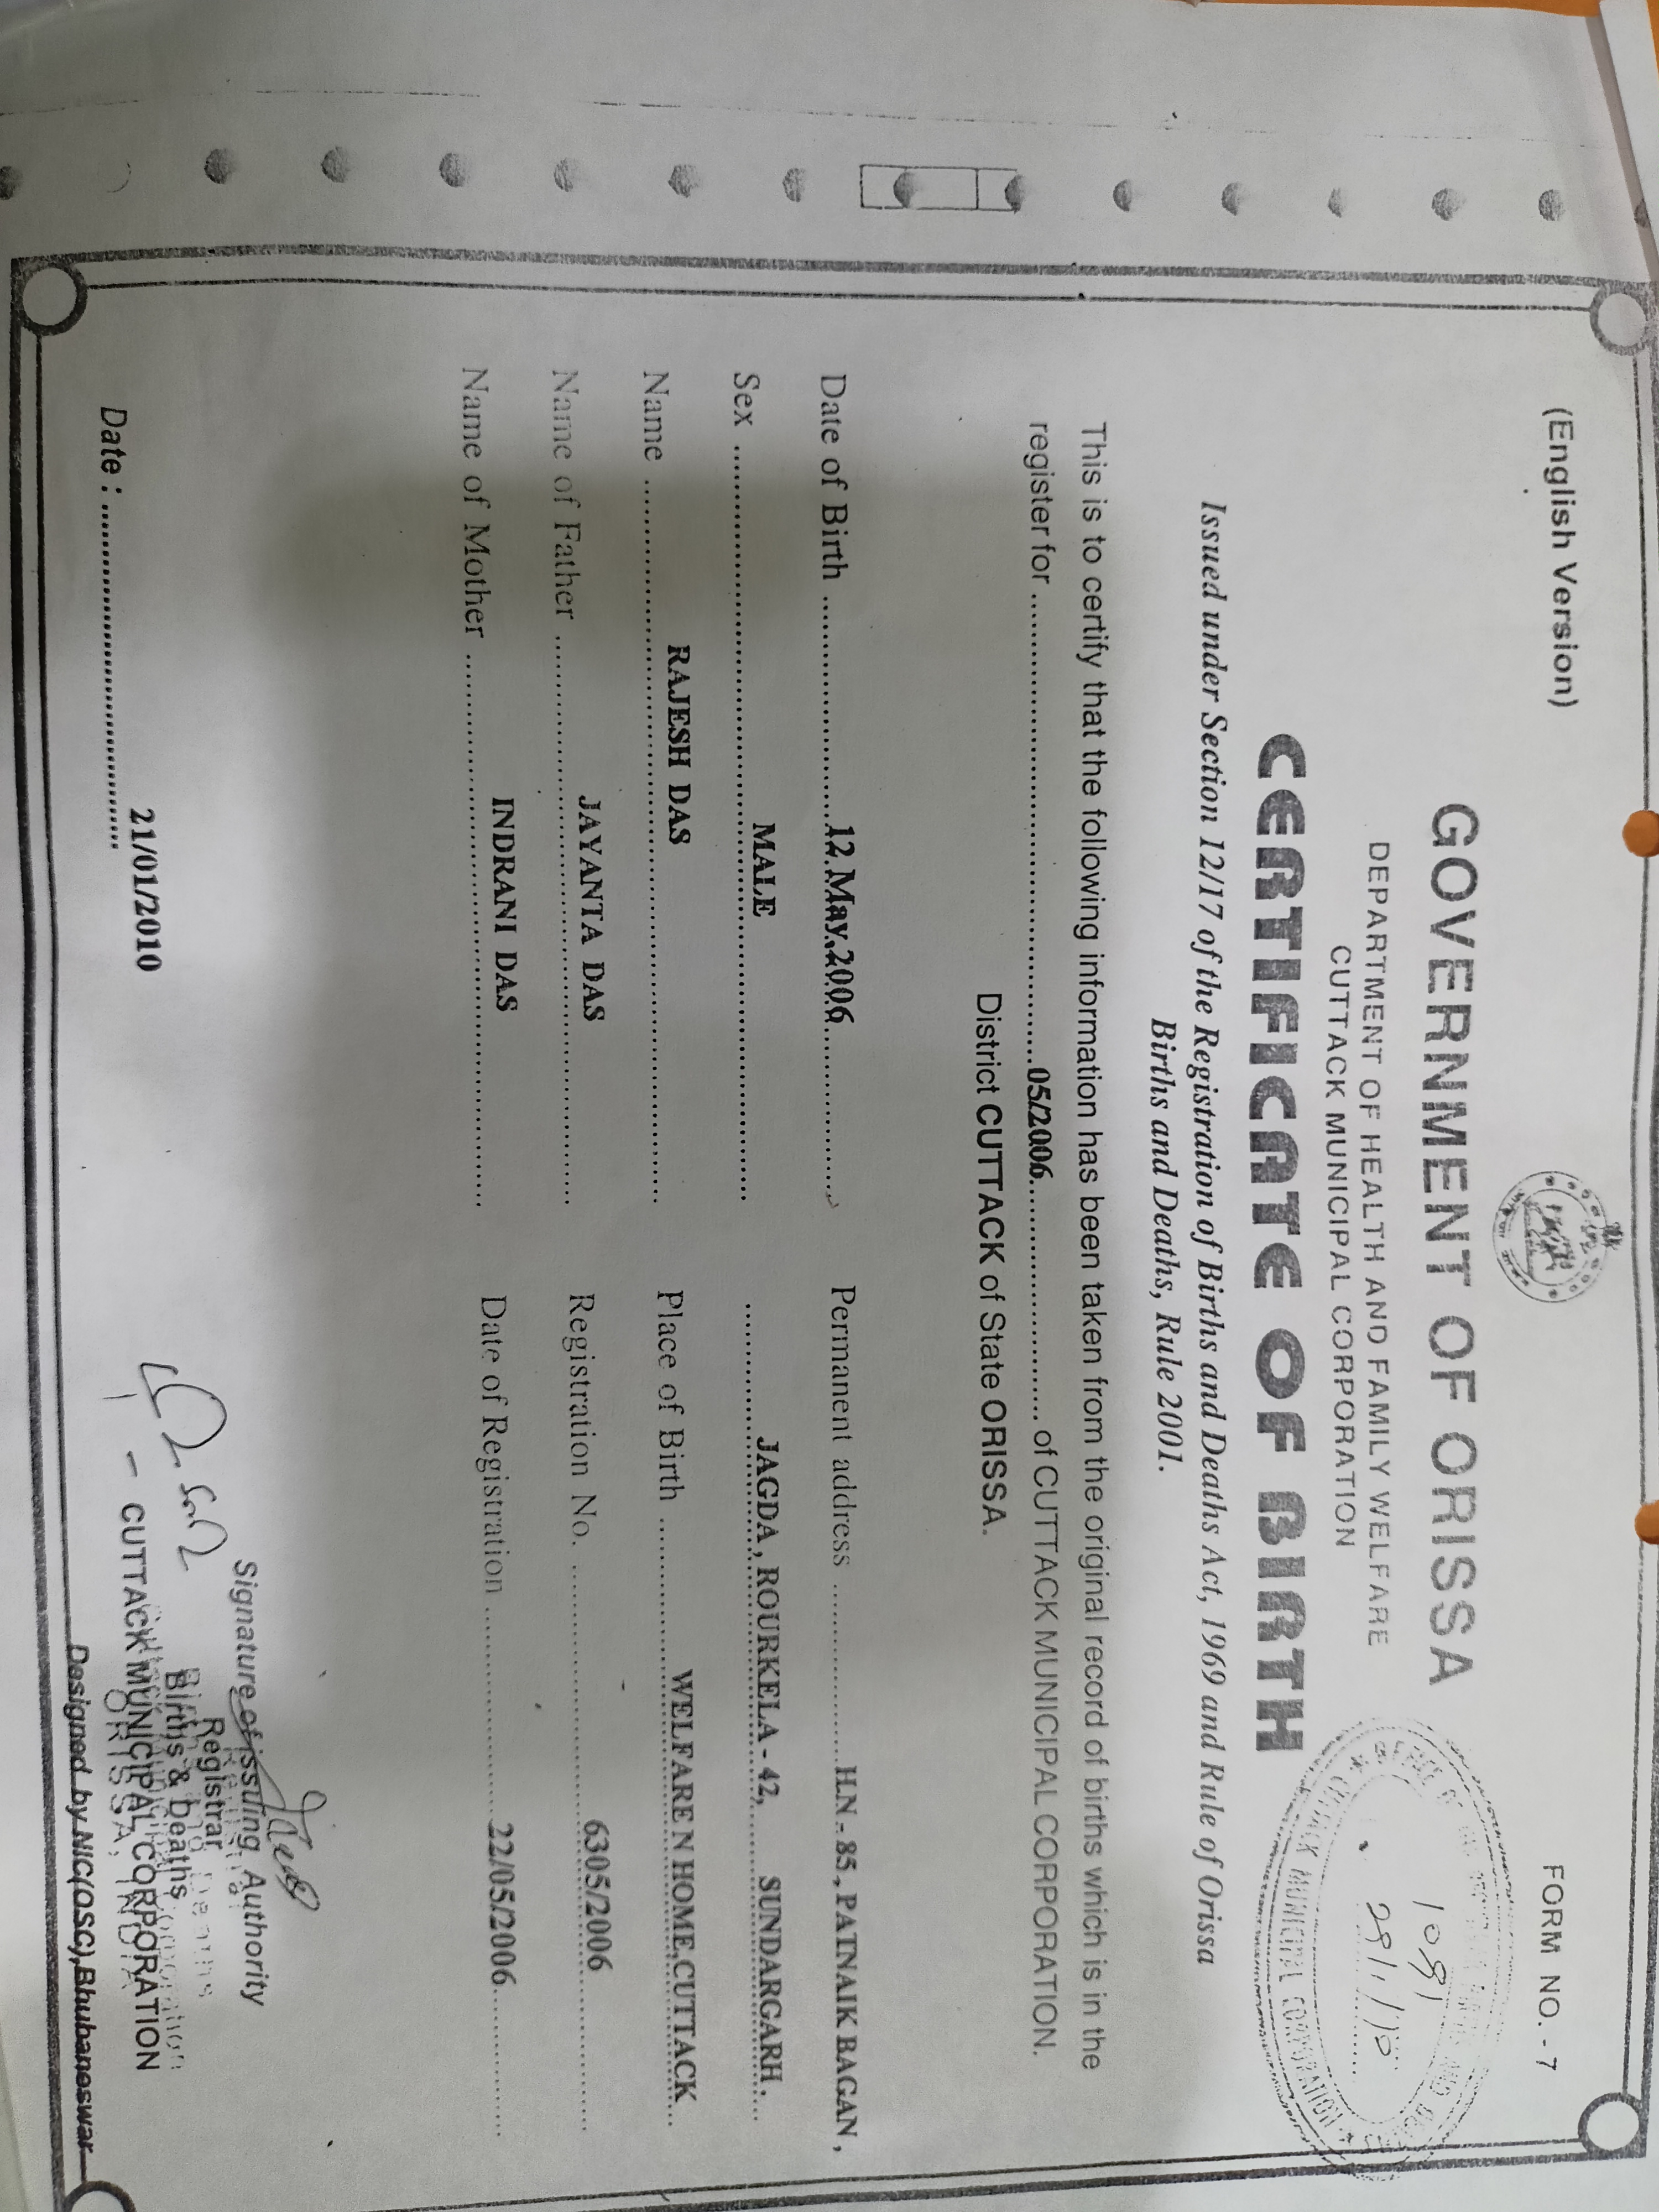 (English Version)
FORM NO. - 7
GOVERNMENT OF ORISSA
DEPARTMENT OF HEALTH AND FAMILY WELFARE
CUTTACK MUNICIPAL CORPORATION
CERTIFICATE OF BIRTH
Issued under Section 12/17 of the Registration of Births and Deaths Act, 1969 and Rule of Orissa
Births and Deaths, Rule 2001.
This is to certify that the following information has been taken from the original record of births which is in the
register for ........05/2006........ of CUTTACK MUNICIPAL CORPORATION.
District CUTTACK of State ORISSA.
Date of Birth ........12.May.2006........
Sex ........MALE........
Name ........RAJESH DAS........
Name of Father ........JAYANTA DAS........
Name of Mother ........INDRANI DAS........
Permanent address ........H.N - 85, PATNAIK BAGAN,
........JAGDA, ROURKELA - 42, SUNDARGARH.
Place of Birth ........WELFARE N HOME.CUTTACK...
Registration No. ........6305/2006........
Date of Registration ........22/05/2006........
Date : ........21/01/2010
Signature of issuing Authority
Registrar
Births & Deaths
CUTTACK MUNICIPAL CORPORATION
ORISSA, INDIA
Designed by NIC(OSC),Bhubaneswar